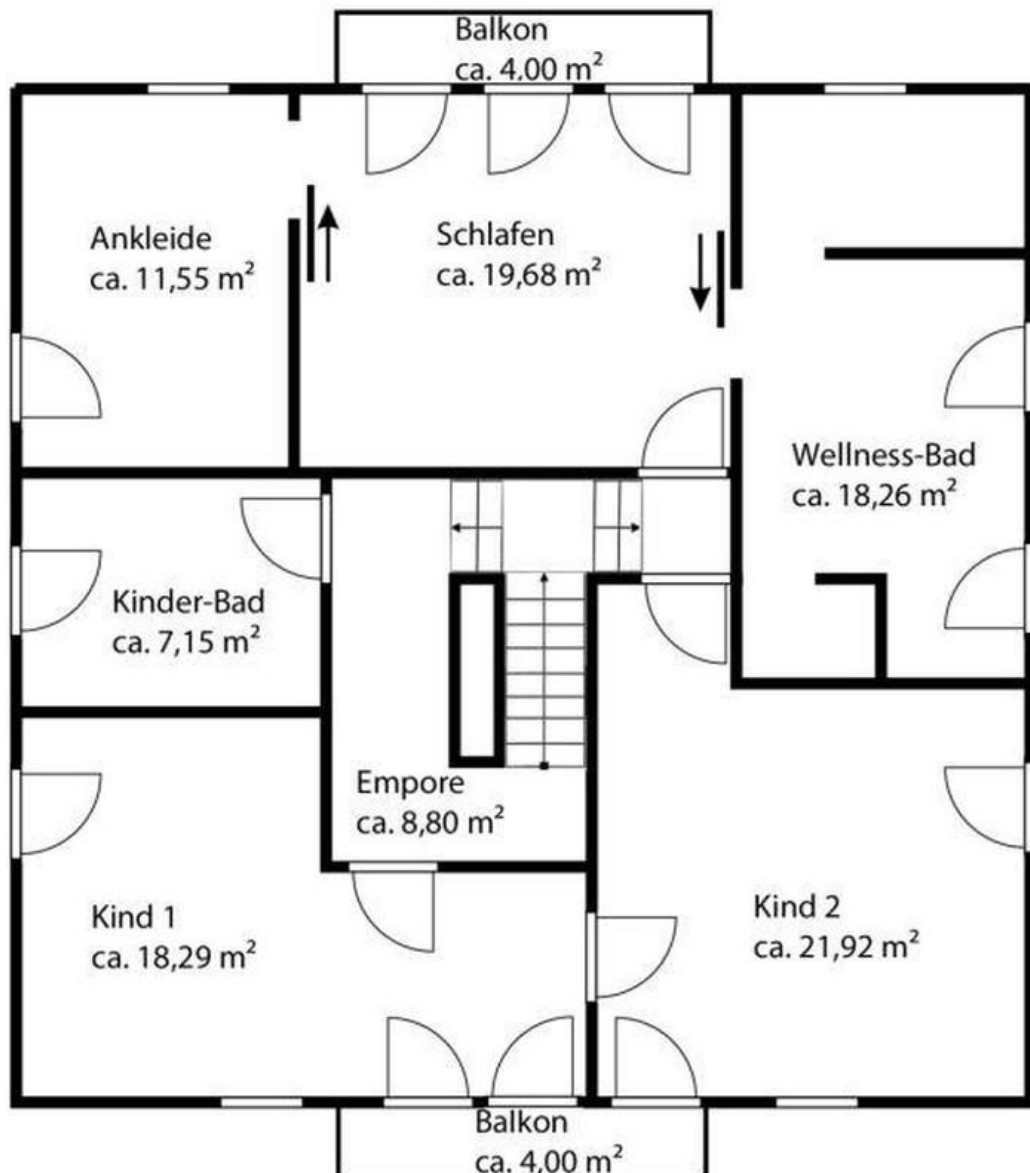 Balkon
ca. 4,00 m²
Ankleide
ca. 11,55 m²
Schlafen
ca. 19,68 m²
Wellness-Bad
ca. 18,26 m²
Kinder-Bad
ca. 7,15 m²
Empore
ca. 8,80 m²
Kind 1
ca. 18,29 m²
Kind 2
ca. 21,92 m²
Balkon
ca. 4,00 m²